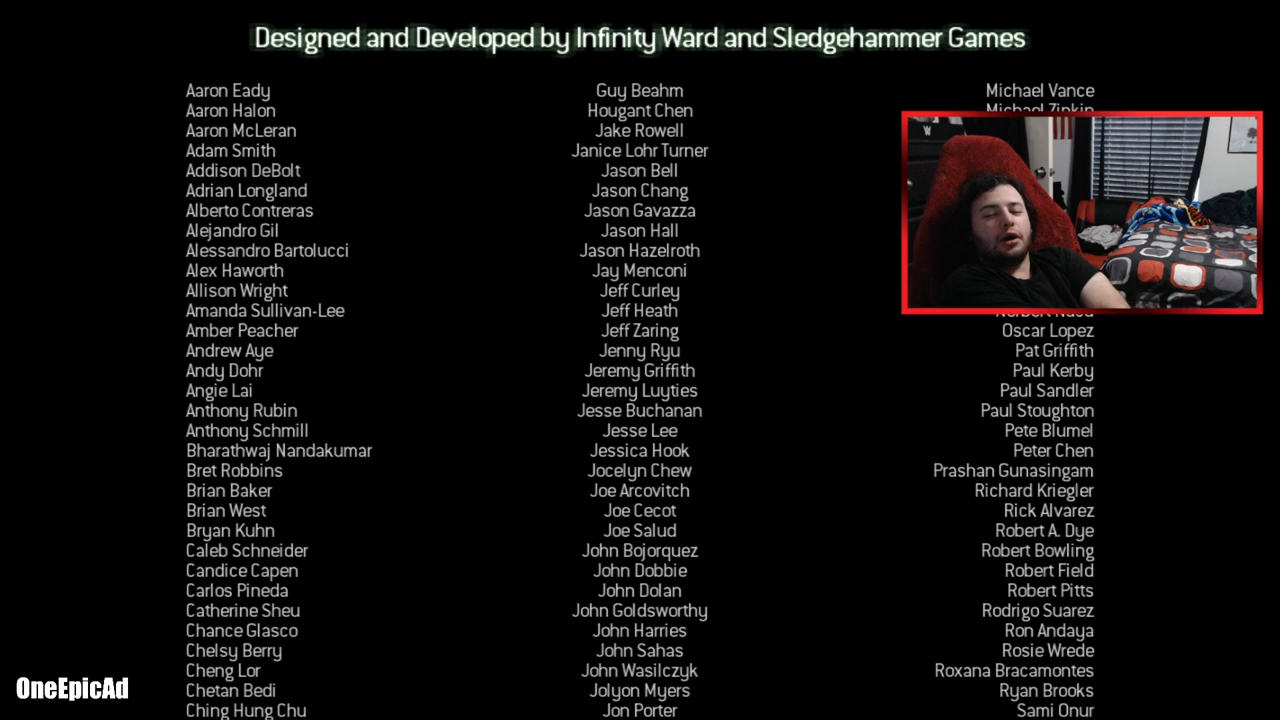 Designed and Developed by Infinity Ward and Sledgehammer Games
Aaron Eady
Aaron Halon
Aaron McLeran
Adam Smith
Addison DeBolt
Adrian Longland
Alberto Contreras
Alejandro Gil
Alessandro Bartolucci
Alex Haworth
Allison Wright
Amanda Sullivan-Lee
Amber Peacher
Andrew Aye
Andy Dohr
Angie Lai
Anthony Rubin
Anthony Schmill
Bharathwaj Nandakumar
Bret Robbins
Brian Baker
Brian West
Bryan Kuhn
Caleb Schneider
Candice Capen
Carlos Pineda
Catherine Sheu
Chance Glasco
Chelsy Berry
Cheng Lor
Chetan Bedi
Ching Hung Chu
Guy Beahm
Hougant Chen
Jake Rowell
Janice Lohr Turner
Jason Bell
Jason Chang
Jason Gavazza
Jason Hall
Jason Hazelroth
Jay Menconi
Jeff Curley
Jeff Heath
Jeff Zaring
Jenny Ryu
Jeremy Griffith
Jeremy Luyties
Jesse Buchanan
Jesse Lee
Jessica Hook
Jocelyn Chew
Joe Arcovitch
Joe Cecot
Joe Salud
John Bojorquez
John Dobbie
John Dolan
John Goldsworthy
John Harries
John Sahas
John Wasilczyk
Jolyon Myers
Jon Porter
Michael Vance
Michael Zipkin
Oscar Lopez
Pat Griffith
Paul Kerby
Paul Sandler
Paul Stoughton
Pete Blumel
Peter Chen
Prashan Gunasingam
Richard Kriegler
Rick Alvarez
Robert A. Dye
Robert Bowling
Robert Field
Robert Pitts
Rodrigo Suarez
Ron Andaya
Rosie Wrede
Roxana Bracamontes
Ryan Brooks
Sami Onur
OneEpicAd